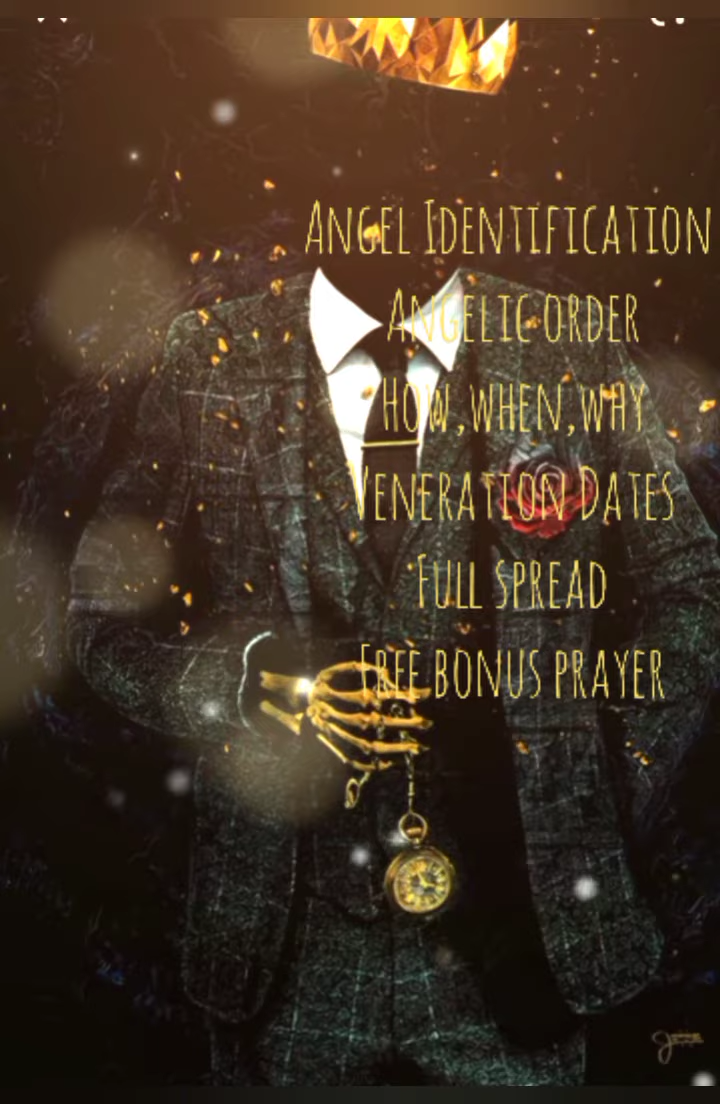 Angel Identification
Angelic order
How, when, why
Veneration Dates
Full spread
Free bonus prayer